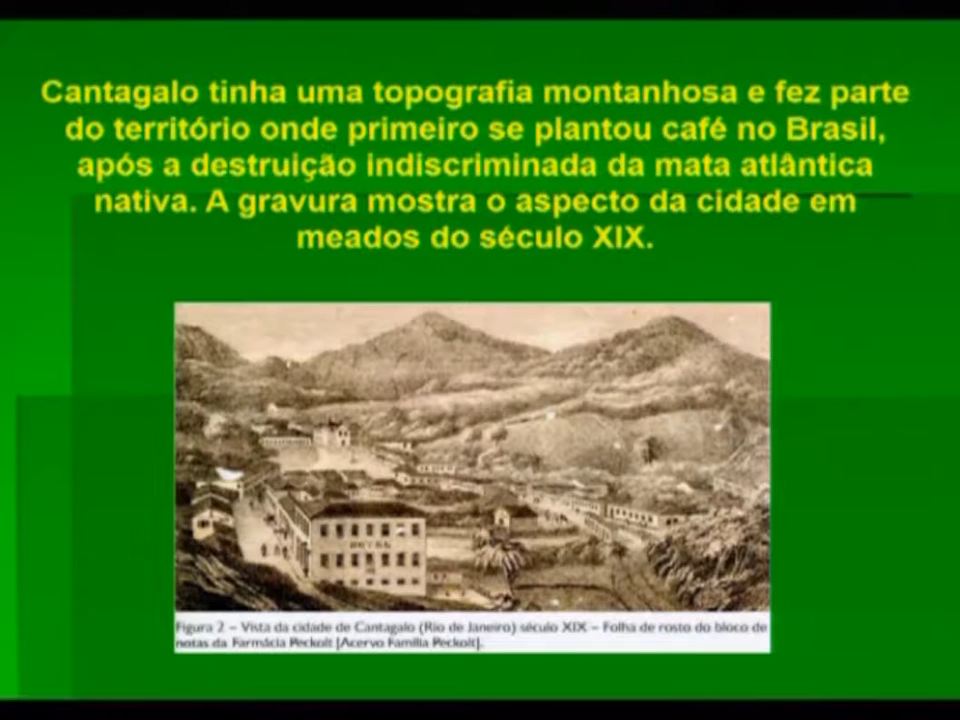 Cantagalo tinha uma topografia montanhosa e fez parte
do território onde primeiro se plantou café no Brasil,
após a destruição indiscriminada da mata atlântica
nativa. A gravura mostra o aspecto da cidade em
meados do século XIX.
HOTEL
Figura 2 – Vista da cidade de Cantagalo (Rio de Janeiro) século XIX – Folha de rosto do bloco de
notas da Farmácia Peckolt [Acervo Família Peckolt].